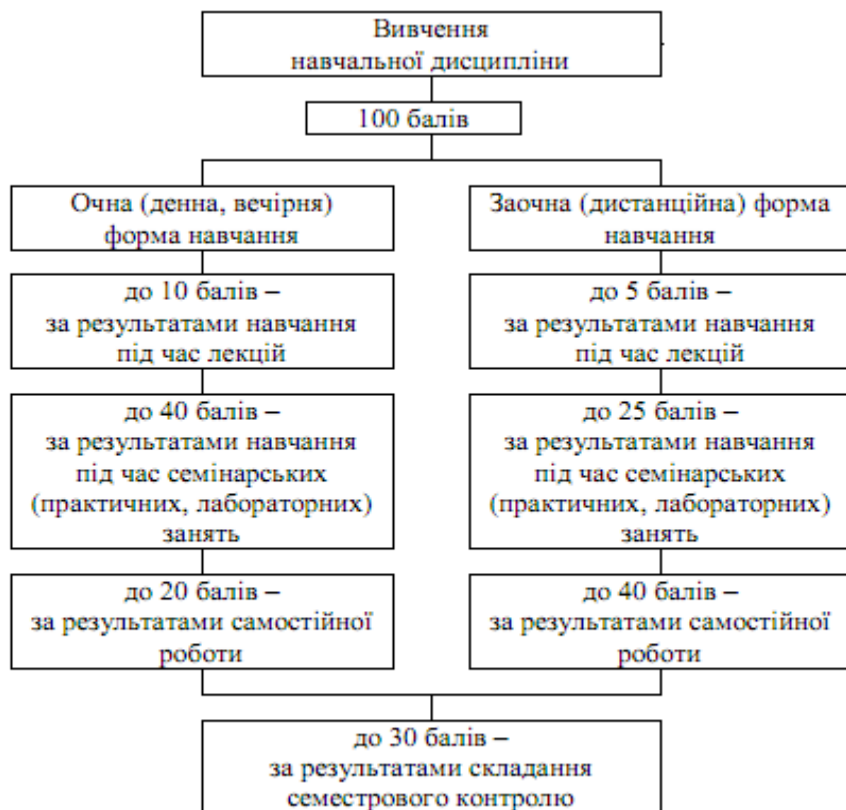 Вивчення
навчальної дисципліни
100 балів
Очна (денна, вечірня)
форма навчання
Заочна (дистанційна) форма
навчання
до 10 балів –
за результатами навчання
під час лекцій
до 5 балів –
за результатами навчання
під час лекцій
до 40 балів –
за результатами навчання
під час семінарських
(практичних, лабораторних)
занять
до 25 балів –
за результатами навчання
під час семінарських
(практичних, лабораторних)
занять
до 20 балів –
за результатами самостійної
роботи
до 40 балів –
за результатами самостійної
роботи
до 30 балів –
за результатами складання
семестрового контролю